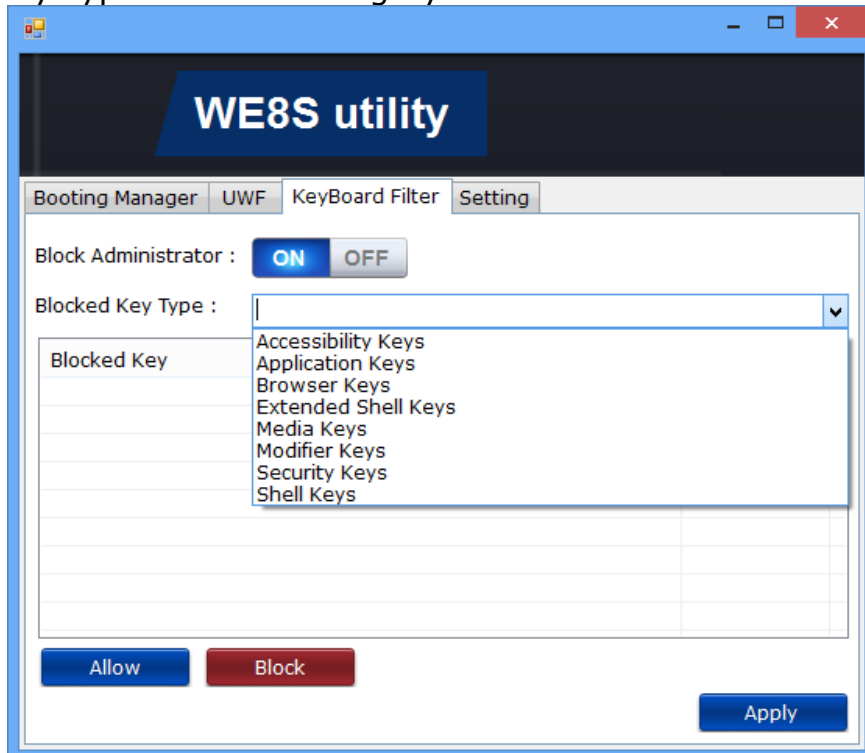 WE8S utility
Booting Manager UWF KeyBoard Filter Setting
Block Administrator : ON OFF
Blocked Key Type :
Blocked Key
Accessibility Keys
Application Keys
Browser Keys
Extended Shell Keys
Media Keys
Modifier Keys
Security Keys
Shell Keys
Allow Block
Apply